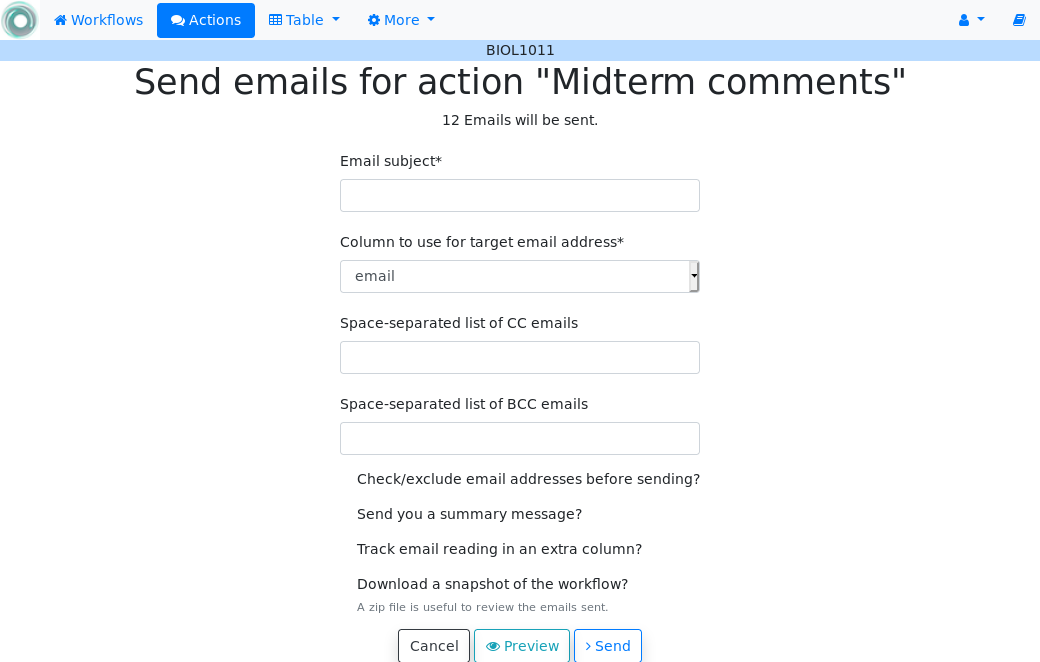 Workflows Actions Table More
BIOL1011
Send emails for action "Midterm comments"
12 Emails will be sent.
Email subject*
Column to use for target email address*
email
Space-separated list of CC emails
Space-separated list of BCC emails
Check/exclude email addresses before sending?
Send you a summary message?
Track email reading in an extra column?
Download a snapshot of the workflow?
A zip file is useful to review the emails sent.
Cancel Preview Send